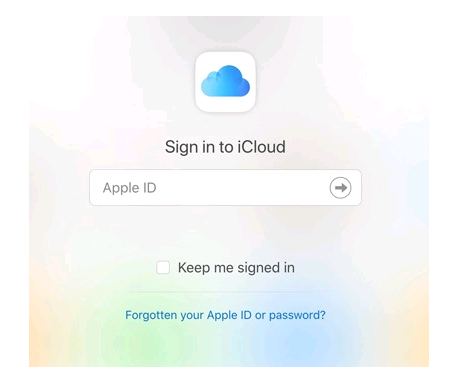 Sign in to iCloud
Apple ID
Keep me signed in
Forgotten your Apple ID or password?